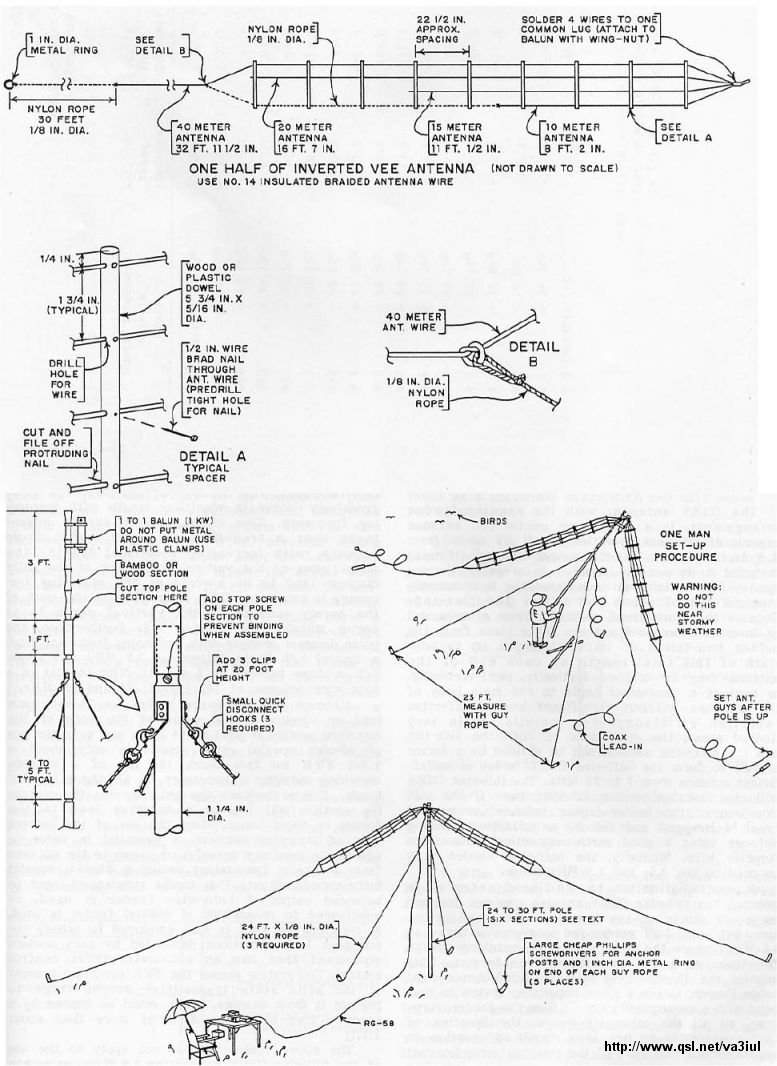 1 IN. DIA.
METAL RING
SEE
DETAIL B
NYLON ROPE
1/8 IN. DIA.
22 1/2 IN.
APPROX.
SPACING
SOLDER 4 WIRES TO ONE
COMMON LUG (ATTACH TO
BALUN WITH WING-NUT)
NYLON ROPE
30 FEET
1/8 IN. DIA.
40 METER
ANTENNA
32 FT. 11 1/2 IN.
20 METER
ANTENNA
16 FT. 7 IN.
15 METER
ANTENNA
11 FT. 1/2 IN.
10 METER
ANTENNA
8 FT. 2 IN.
SEE
DETAIL A
ONE HALF OF INVERTED VEE ANTENNA (NOT DRAWN TO SCALE)
USE NO. 14 INSULATED BRAIDED ANTENNA WIRE
1/4 IN.
1 3/4 IN.
(TYPICAL)
WOOD OR
PLASTIC
DOWEL
5 3/4 IN. X
5/16 IN.
DIA.
DRILL
HOLE
FOR
WIRE
1/2 IN. WIRE
BRAD NAIL
THROUGH
ANT. WIRE
(PREDRILL
TIGHT HOLE
FOR NAIL)
CUT AND
FILE OFF
PROTRUDING
NAIL
DETAIL A
TYPICAL
SPACER
40 METER
ANT. WIRE
DETAIL
B
1/8 IN. DIA.
NYLON
ROPE
3 FT.
1 FT.
4 TO
5 FT.
TYPICAL
1 TO 1 BALUN (1 KW)
DO NOT PUT METAL
AROUND BALUN (USE
PLASTIC CLAMPS)
BAMBOO OR
WOOD SECTION
CUT TOP POLE
SECTION HERE
ADD STOP SCREW
ON EACH POLE
SECTION TO
PREVENT BINDING
WHEN ASSEMBLED
ADD 3 CLIPS
AT 20 FOOT
HEIGHT
SMALL QUICK
DISCONNECT
HOOKS (3
REQUIRED)
1 1/4 IN.
DIA.
BIRDS
ONE MAN
SET-UP
PROCEDURE
WARNING:
DO NOT
DO THIS
NEAR
STORMY
WEATHER
23 FT.
MEASURE
WITH GUY
ROPE
COAX
LEAD-IN
SET ANT.
GUYS AFTER
POLE IS UP
24 FT. X 1/8 IN. DIA.
NYLON ROPE
(3 REQUIRED)
24 TO 30 FT. POLE
(SIX SECTIONS) SEE TEXT
LARGE CHEAP PHILLIPS
SCREWDRIVERS FOR ANCHOR
POSTS AND 1 INCH DIA. METAL RING
ON END OF EACH GUY ROPE
(5 PLACES)
RG-58
http://www.qsl.net/va3iul